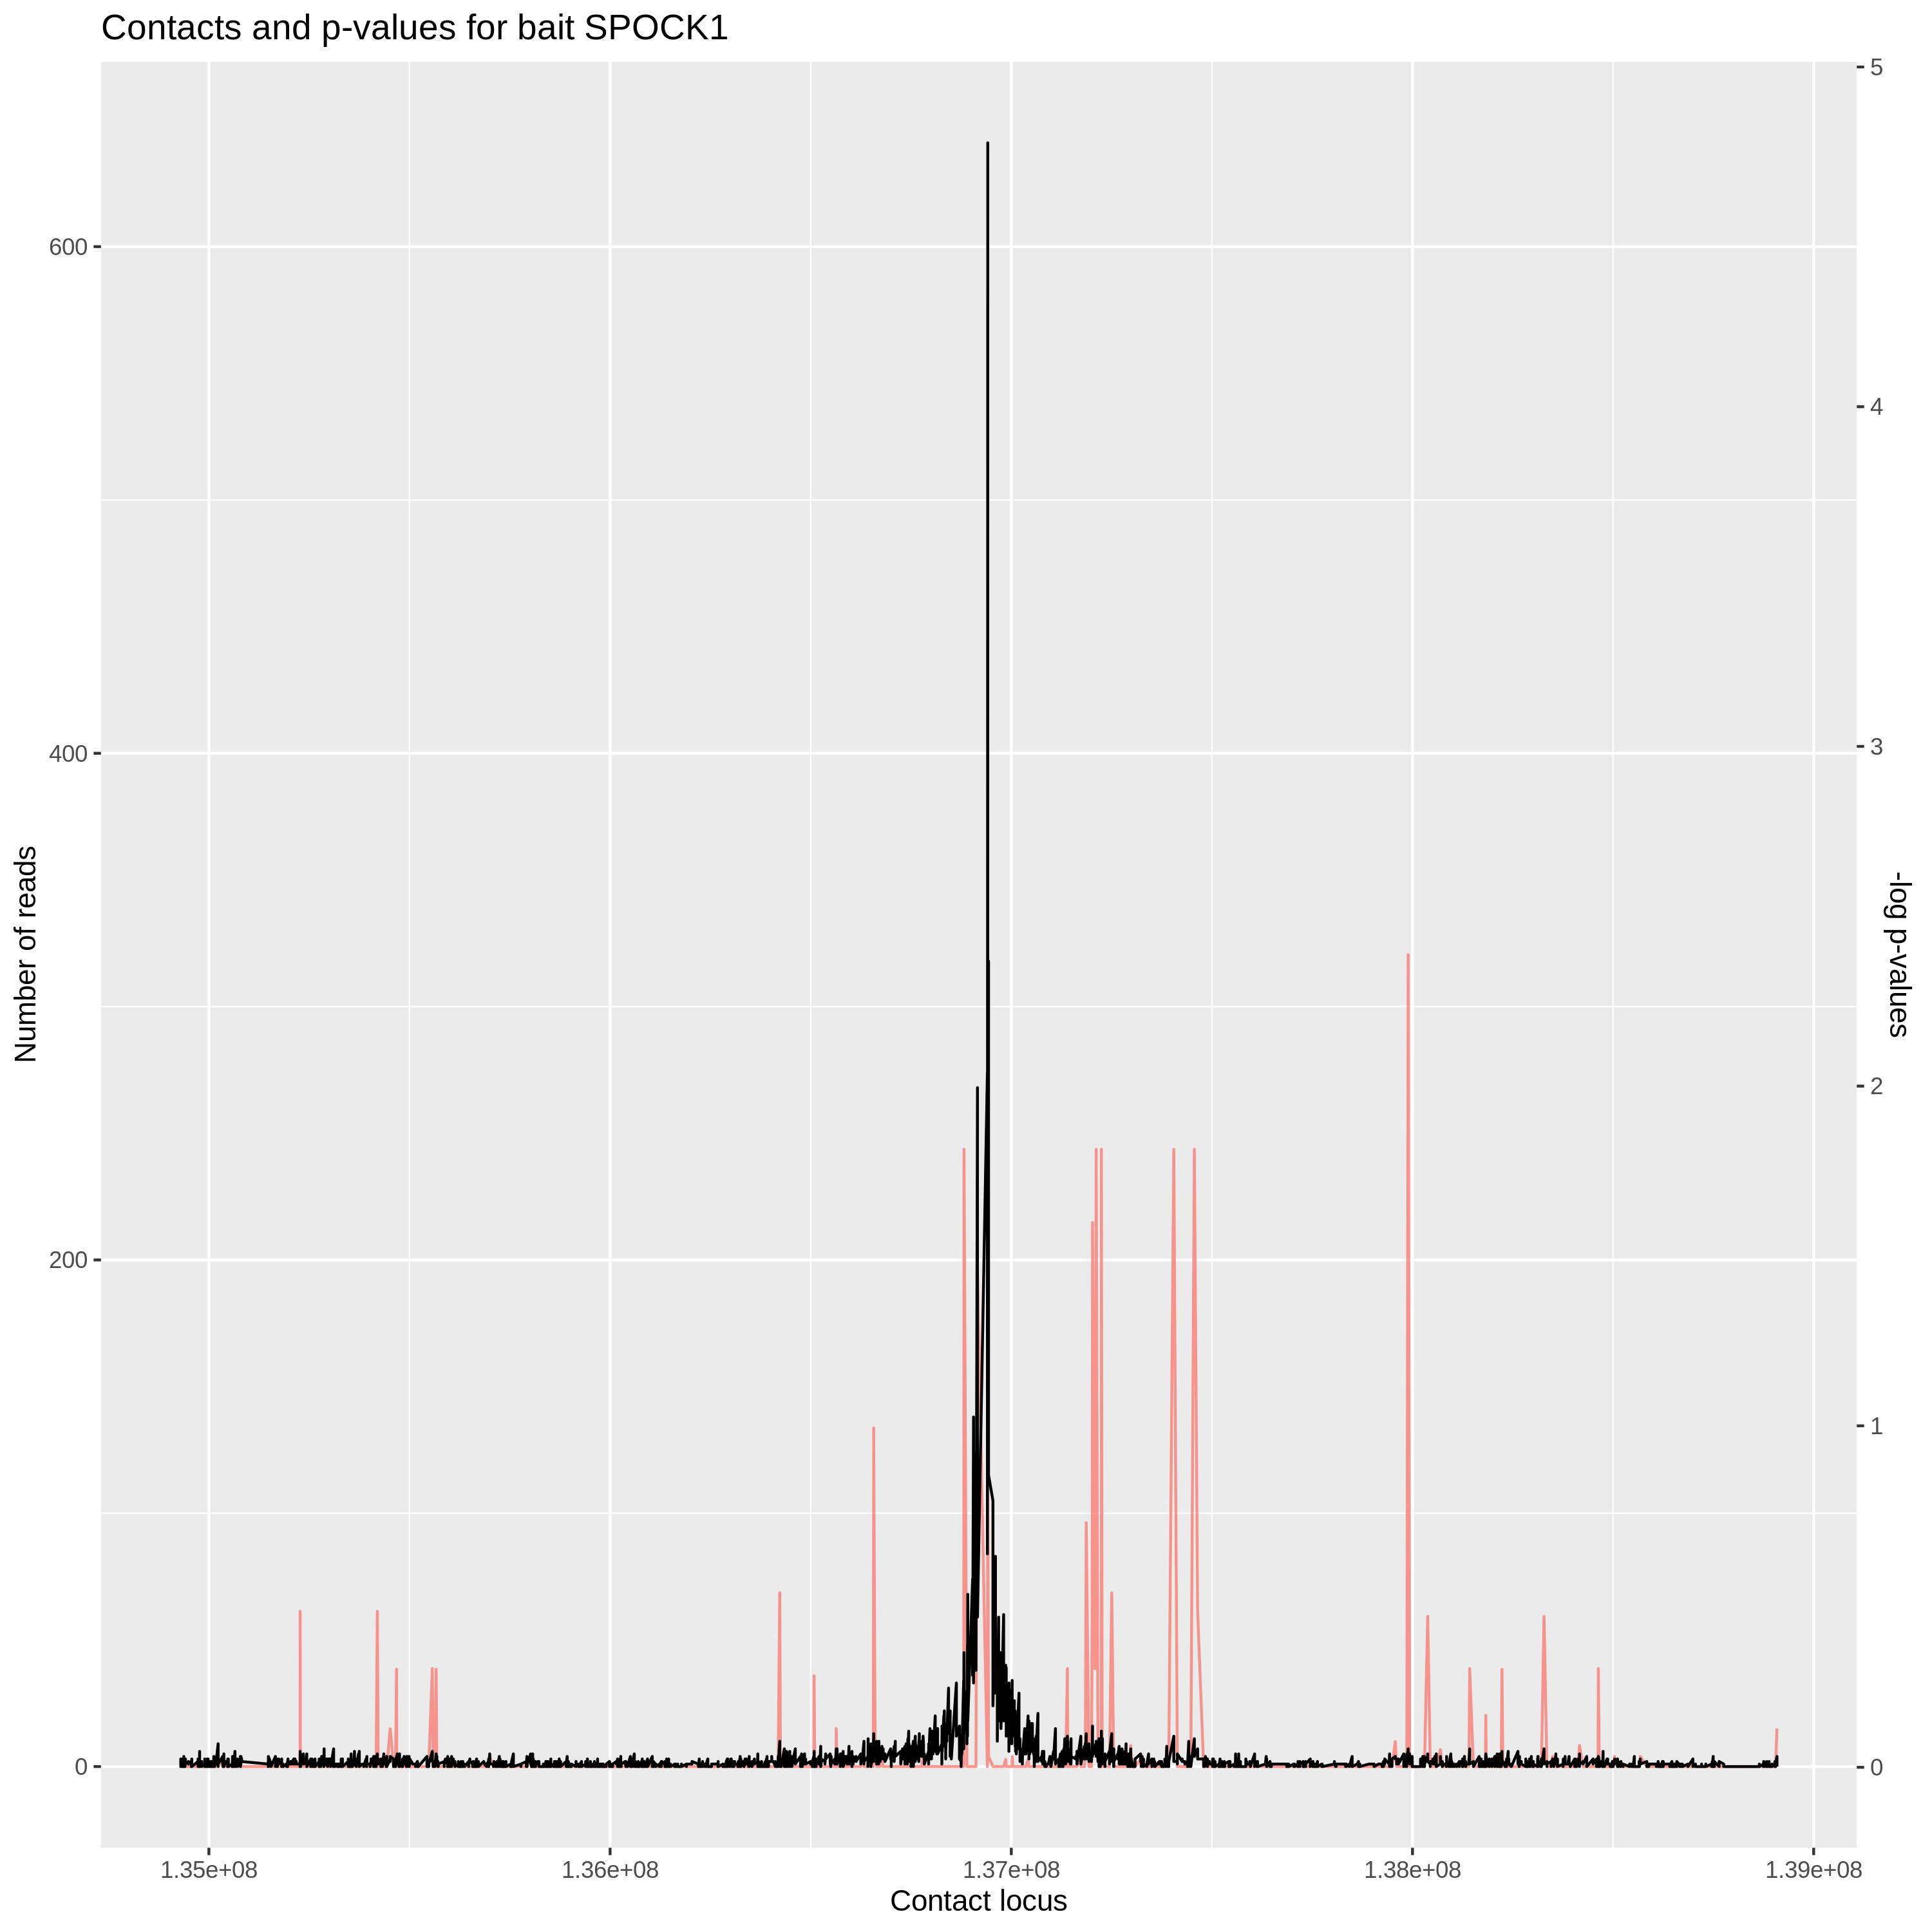 Contacts and p-values for bait SPOCK1
5
600
4
400
3
Number of reads
-log p-values
2
200
1
0
0
1.35e+08
1.36e+08
1.37e+08
1.38e+08
1.39e+08
Contact locus